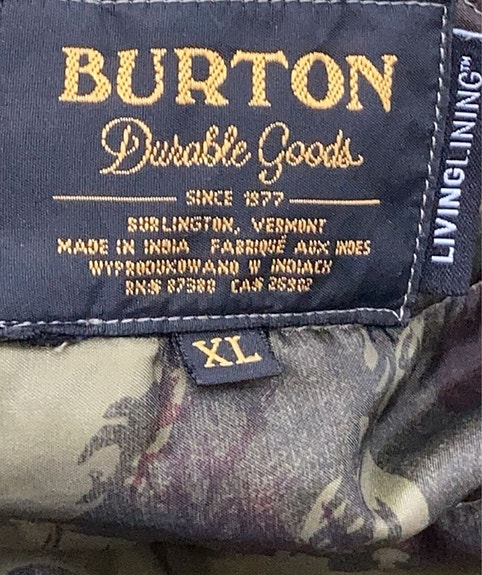 BURTON
Durable Goods
SINCE 1977
BURLINGTON, VERMONT
MADE IN INDIA FABRIQUÉ AUX INDES
WYPRODUKOWANO W INDIACH
RN# 87380 CA# 25902
XL
LIVINGLINING™